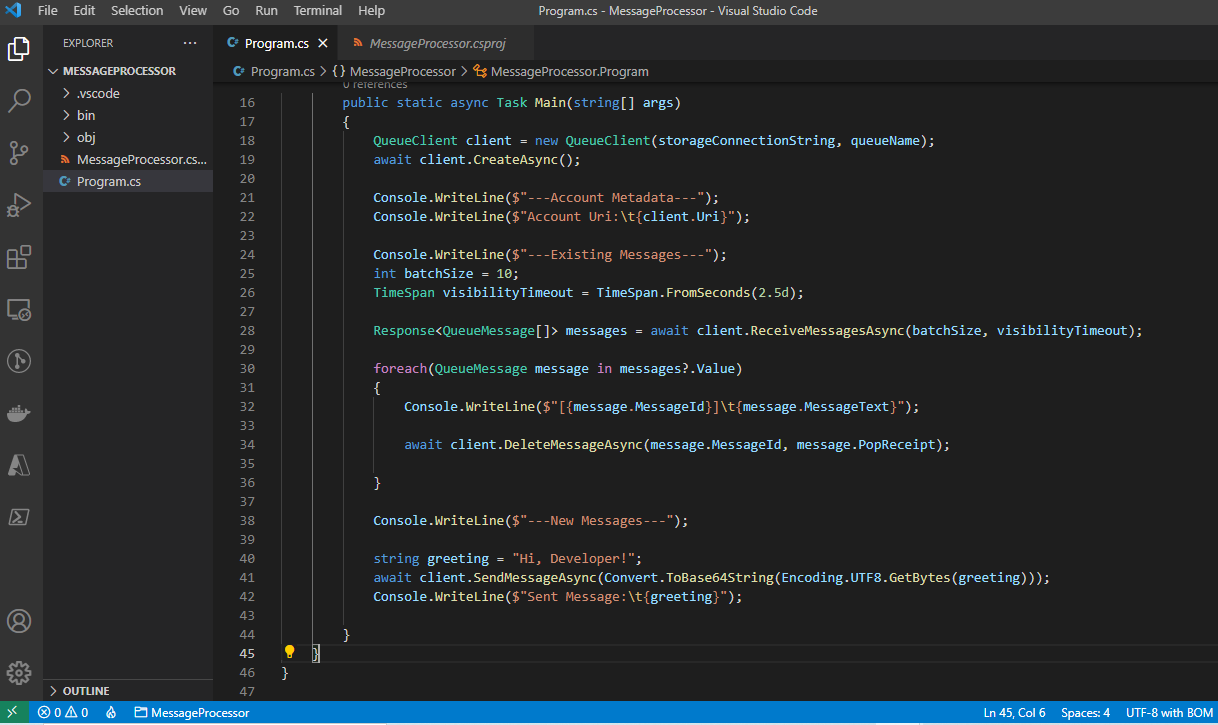 File Edit Selection View Go Run Terminal Help Program.cs - MessageProcessor - Visual Studio Code
EXPLORER ···
Program.cs MessageProcessor.csproj
MESSAGEPROCESSOR
Program.cs > {} MessageProcessor > MessageProcessor.Program
.vscode
bin
obj
MessageProcessor.cs...
Program.cs
0 references
16 public static async Task Main(string[] args)
17 {
18 QueueClient client = new QueueClient(storageConnectionString, queueName);
19 await client.CreateAsync();
20
21 Console.WriteLine($"---Account Metadata---");
22 Console.WriteLine($"Account Uri:\t{client.Uri}");
23
24 Console.WriteLine($"---Existing Messages---");
25 int batchSize = 10;
26 TimeSpan visibilityTimeout = TimeSpan.FromSeconds(2.5d);
27
28 Response<QueueMessage[]> messages = await client.ReceiveMessagesAsync(batchSize, visibilityTimeout);
29
30 foreach(QueueMessage message in messages?.Value)
31 {
32 Console.WriteLine($"[{message.MessageId}]\t{message.MessageText}");
33
34 await client.DeleteMessageAsync(message.MessageId, message.PopReceipt);
35
36 }
37
38 Console.WriteLine($"---New Messages---");
39
40 string greeting = "Hi, Developer!";
41 await client.SendMessageAsync(Convert.ToBase64String(Encoding.UTF8.GetBytes(greeting)));
42 Console.WriteLine($"Sent Message:\t{greeting}");
43
44 }
45 }
46 }
47
OUTLINE
0 0 MessageProcessor Ln 45, Col 6 Spaces: 4 UTF-8 with BOM